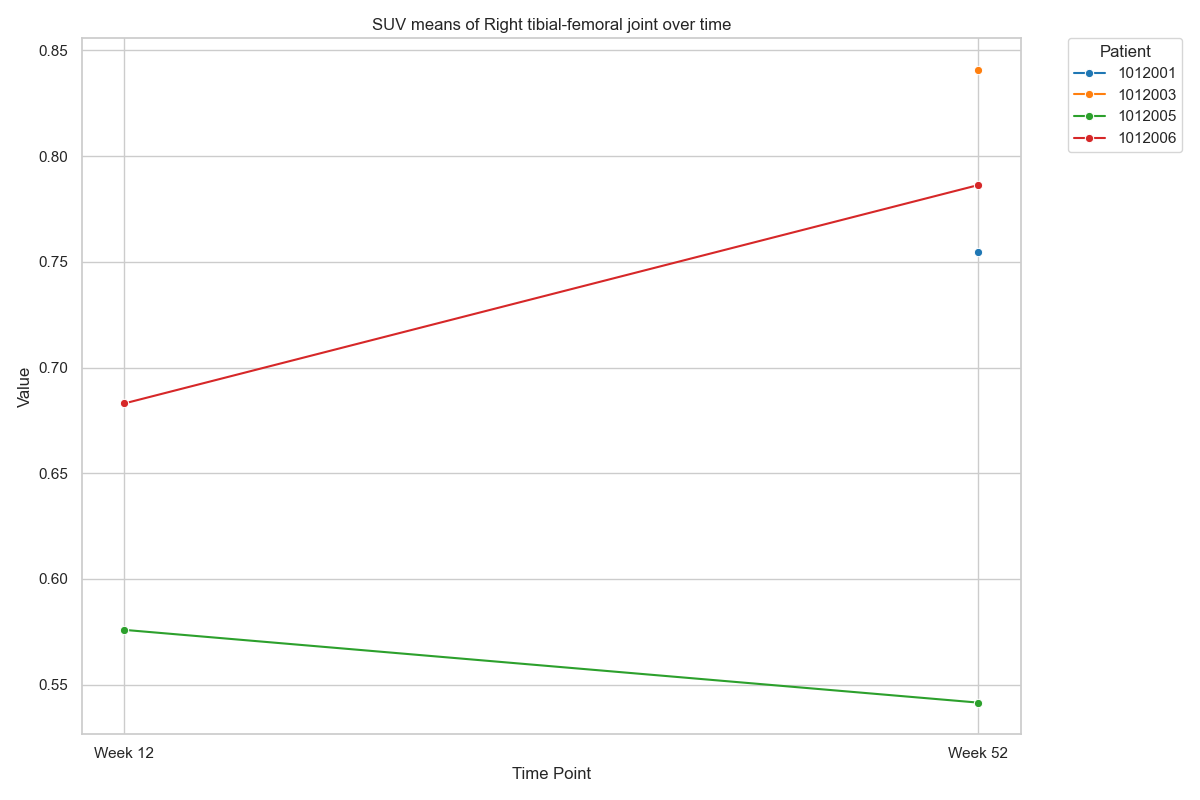 SUV means of Right tibial-femoral joint over time
Patient
1012001
1012003
1012005
1012006
0.85
0.80
0.75
0.70
0.65
0.60
0.55
Value
Week 12
Week 52
Time Point